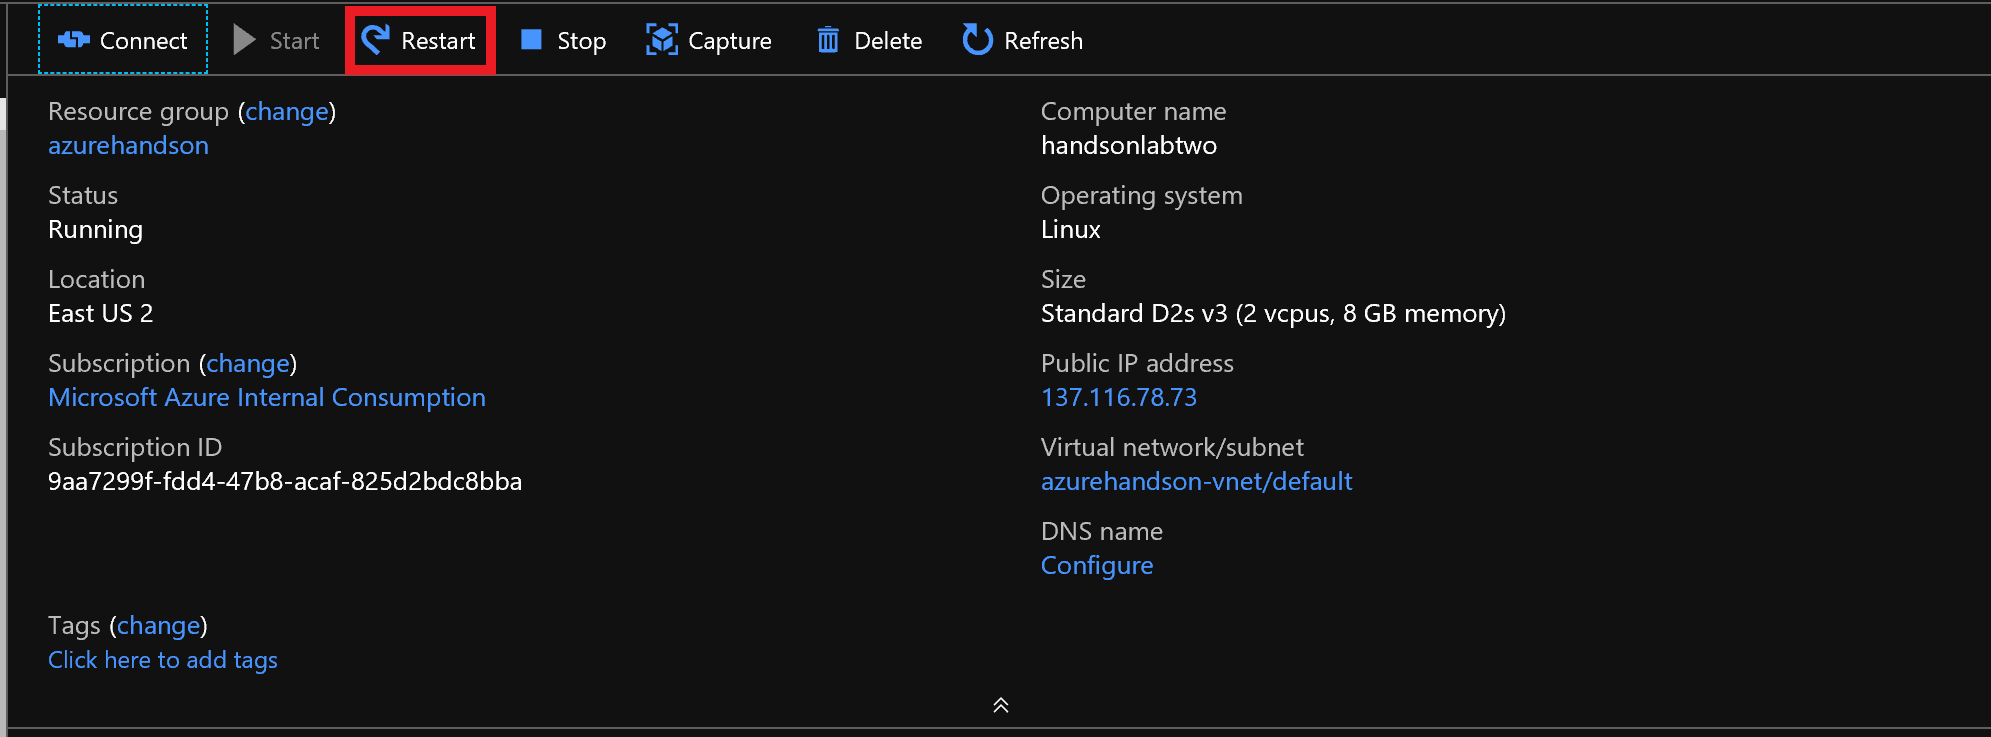 Connect Start Restart Stop Capture Delete Refresh
Resource group (change)
azurehandson
Status
Running
Location
East US 2
Subscription (change)
Microsoft Azure Internal Consumption
Subscription ID
9aa7299f-fdd4-47b8-acaf-825d2bdc8bba
Computer name
handsonlabtwo
Operating system
Linux
Size
Standard D2s v3 (2 vcpus, 8 GB memory)
Public IP address
137.116.78.73
Virtual network/subnet
azurehandson-vnet/default
DNS name
Configure
Tags (change)
Click here to add tags